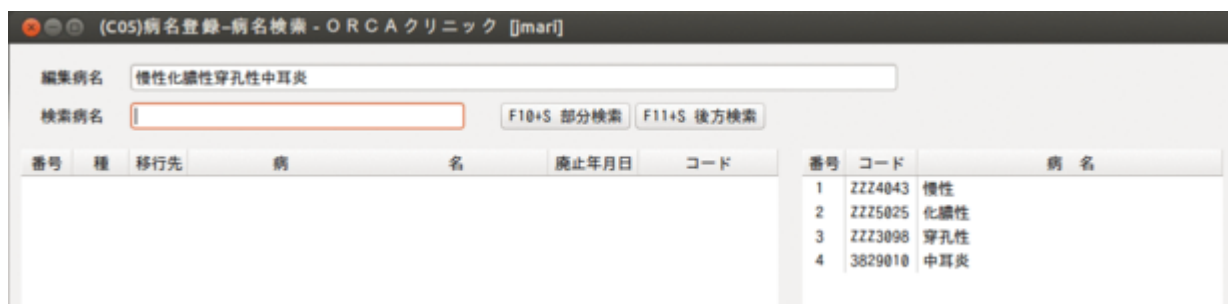 (C05)病名登録–病名検索 - ＯＲＣＡクリニック [jmari]
編集病名 慢性化膿性穿孔性中耳炎
検索病名 F10+S 部分検索 F11+S 後方検索
番号 種 移行先 病 名 廃止年月日 コード
番号 コード 病 名
1 ZZZ4043 慢性
2 ZZZ5025 化膿性
3 ZZZ3098 穿孔性
4 3829010 中耳炎